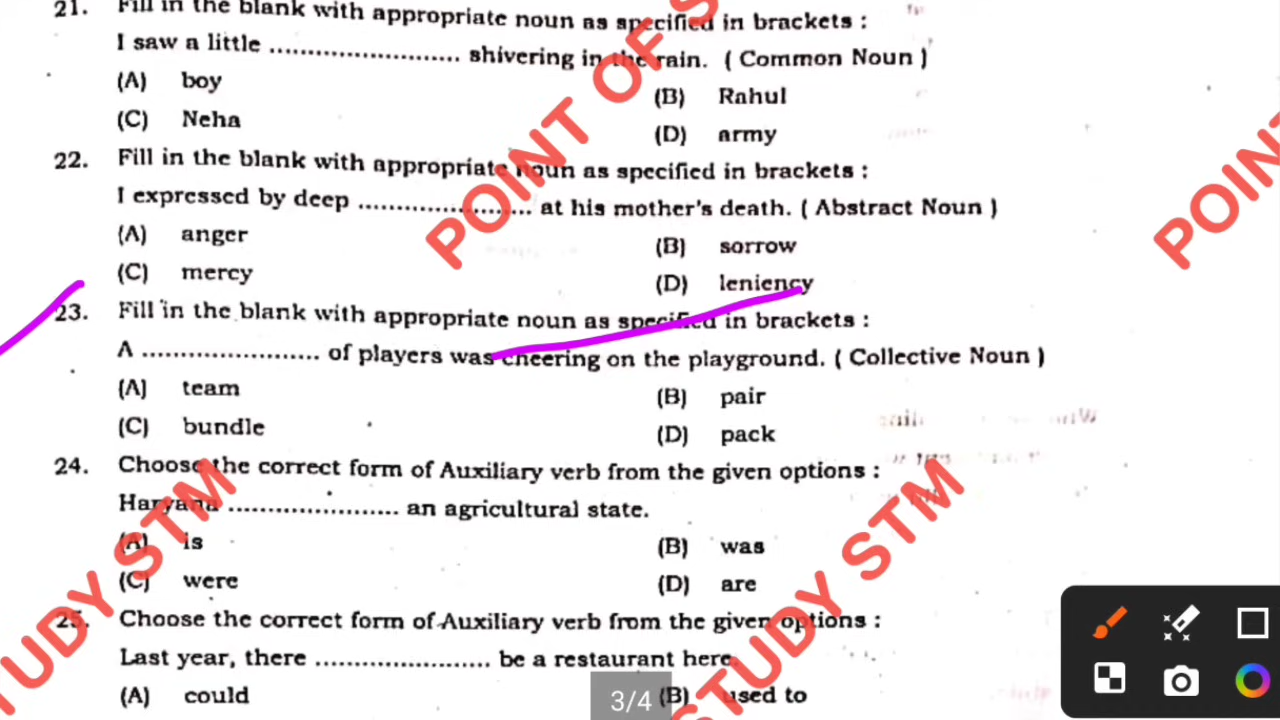 21. Fill in the blank with appropriate noun as specified in brackets :
I saw a little ........................ shivering in the rain. ( Common Noun )
(A) boy (B) Rahul
(C) Neha (D) army
22. Fill in the blank with appropriate noun as specified in brackets :
I expressed by deep ...................... at his mother's death. ( Abstract Noun )
(A) anger (B) sorrow
(C) mercy (D) leniency
23. Fill in the blank with appropriate noun as specified in brackets :
A ...................... of players was cheering on the playground. ( Collective Noun )
(A) team (B) pair
(C) bundle (D) pack
24. Choose the correct form of Auxiliary verb from the given options :
Haryana ...................... an agricultural state.
(A) is (B) was
(C) were (D) are
25. Choose the correct form of Auxiliary verb from the given options :
Last year, there ...................... be a restaurant here.
(A) could (B) used to
3/4
POINT OF S
POIN
STUDY STM
STUDY STM